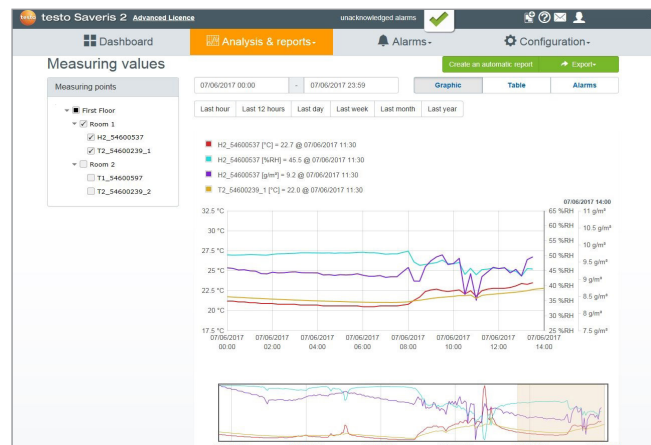 testo testo Saveris 2 Advanced Licence unacknowledged alarms
Dashboard Analysis & reports Alarms Configuration
Measuring values
Create an automatic report Export
Measuring points
07/06/2017 00:00 - 07/06/2017 23:59 Graphic Table Alarms
First Floor
Last hour Last 12 hours Last day Last week Last month Last year
Room 1
H2_54600537
T2_54600239_1
Room 2
T1_54600597
T2_54600239_2
H2_54600537 [°C] = 22.7 @ 07/06/2017 11:30
H2_54600537 [%RH] = 45.5 @ 07/06/2017 11:30
H2_54600537 [g/m³] = 9.2 @ 07/06/2017 11:30
T2_54600239_1 [°C] = 22.0 @ 07/06/2017 11:30
07/06/2017 14:00
32.5 °C 65 %RH 11 g/m³
60 %RH 10.5 g/m³
30 °C
55 %RH 10 g/m³
27.5 °C
50 %RH 9.5 g/m³
25 °C 45 %RH
40 %RH 9 g/m³
22.5 °C
35 %RH 8.5 g/m³
20 °C
30 %RH 8 g/m³
17.5 °C 25 %RH 7.5 g/m³
07/06/2017 07/06/2017 07/06/2017 07/06/2017 07/06/2017 07/06/2017 07/06/2017 07/06/2017
00:00 02:00 04:00 06:00 08:00 10:00 12:00 14:00